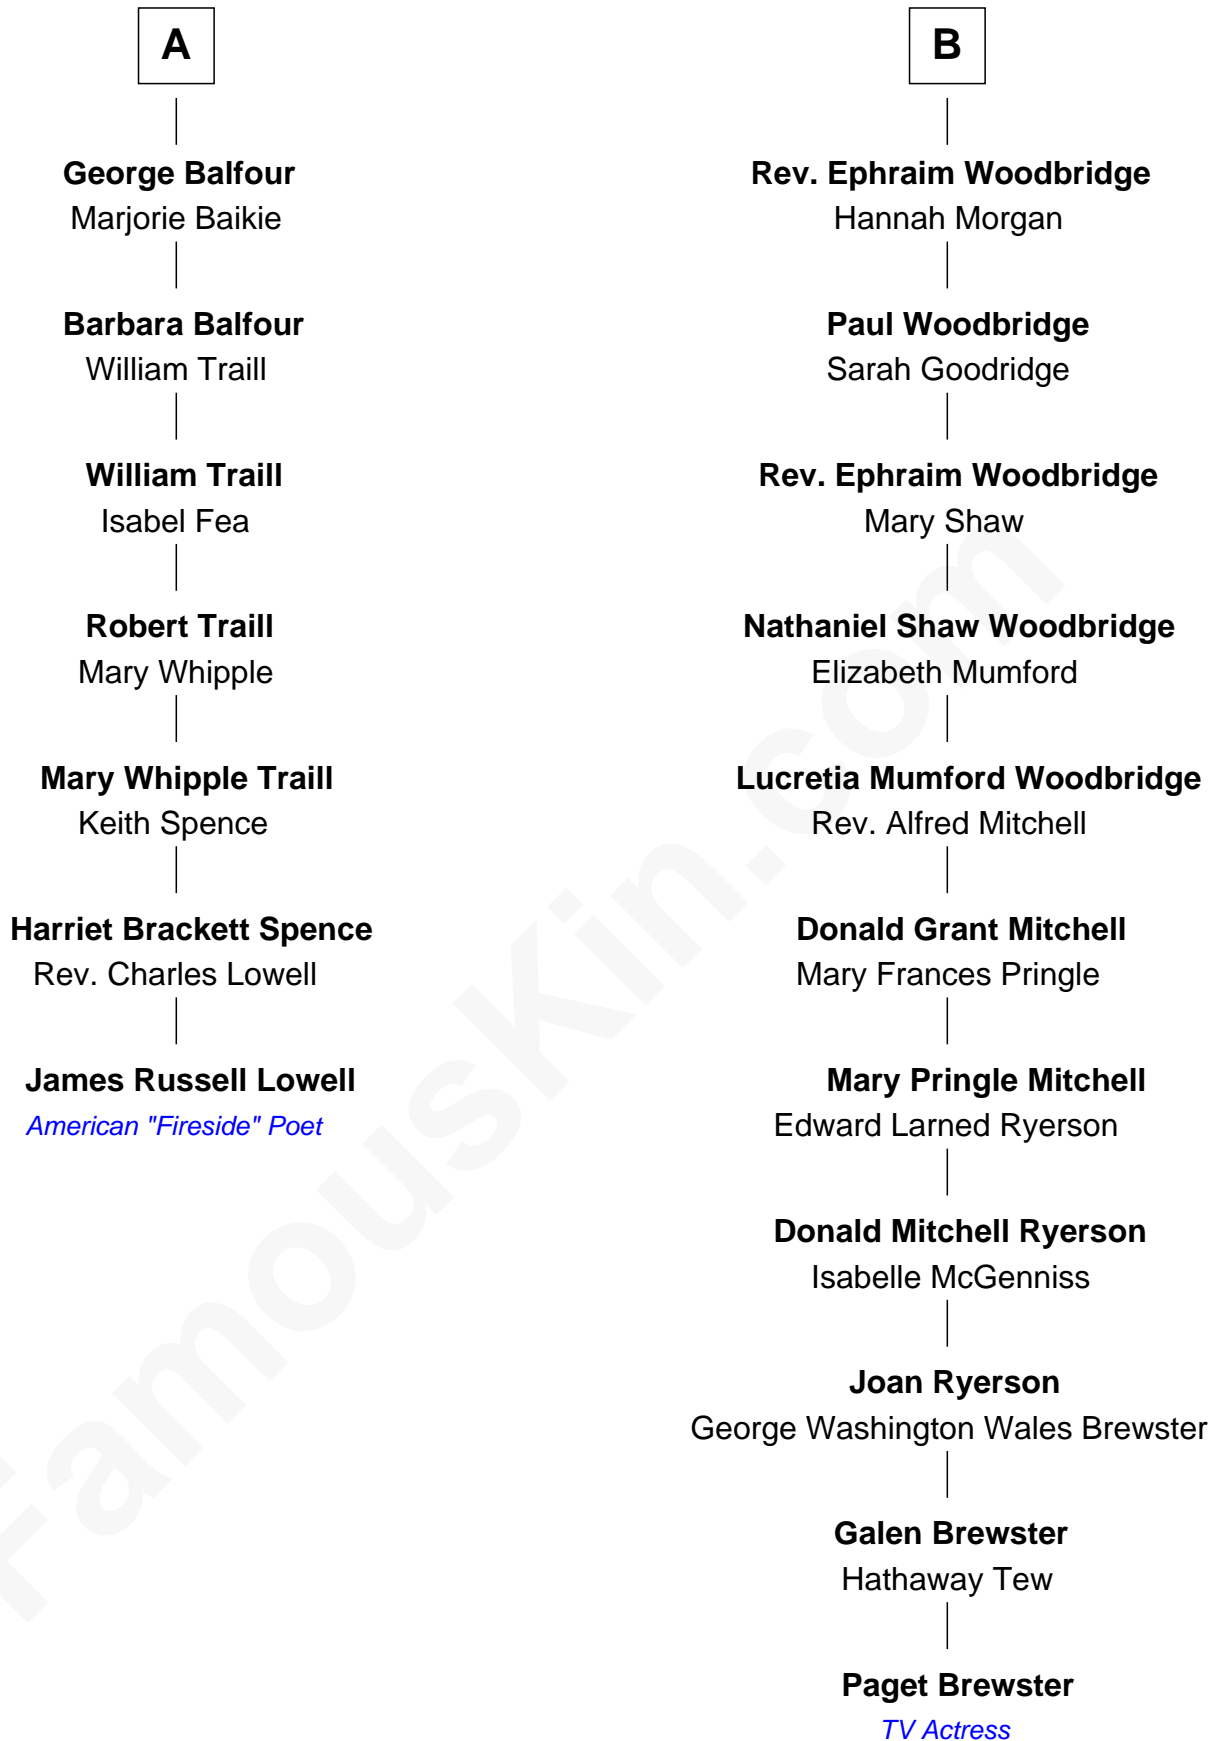 A
George Balfour
Marjorie Baikie
Barbara Balfour
William Traill
William Traill
Isabel Fea
Robert Traill
Mary Whipple
Mary Whipple Traill
Keith Spence
Harriet Brackett Spence
Rev. Charles Lowell
James Russell Lowell
American "Fireside" Poet
B
Rev. Ephraim Woodbridge
Hannah Morgan
Paul Woodbridge
Sarah Goodridge
Rev. Ephraim Woodbridge
Mary Shaw
Nathaniel Shaw Woodbridge
Elizabeth Mumford
Lucretia Mumford Woodbridge
Rev. Alfred Mitchell
Donald Grant Mitchell
Mary Frances Pringle
Mary Pringle Mitchell
Edward Larned Ryerson
Donald Mitchell Ryerson
Isabelle McGenniss
Joan Ryerson
George Washington Wales Brewster
Galen Brewster
Hathaway Tew
Paget Brewster
TV Actress
FamousKin.com